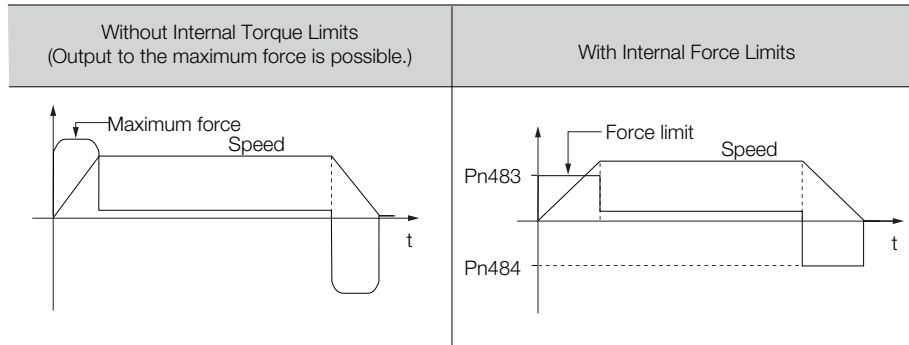 Without Internal Torque Limits
(Output to the maximum force is possible.)
With Internal Force Limits
Maximum force
Speed
t
Force limit
Speed
Pn483
t
Pn484